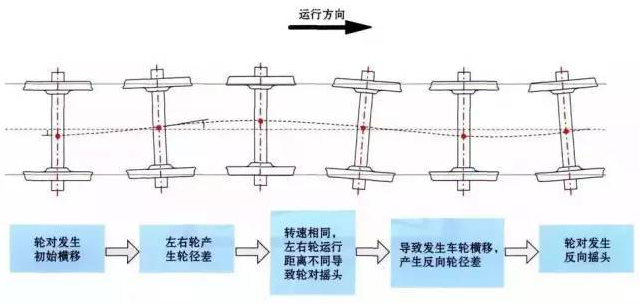 运行方向
轮对发生
初始横移
左右轮产
生轮径差
转速相同，
左右轮运行
距离不同导
致轮对摇头
导致发生车轮横移，
产生反向轮径差
轮对发生
反向摇头